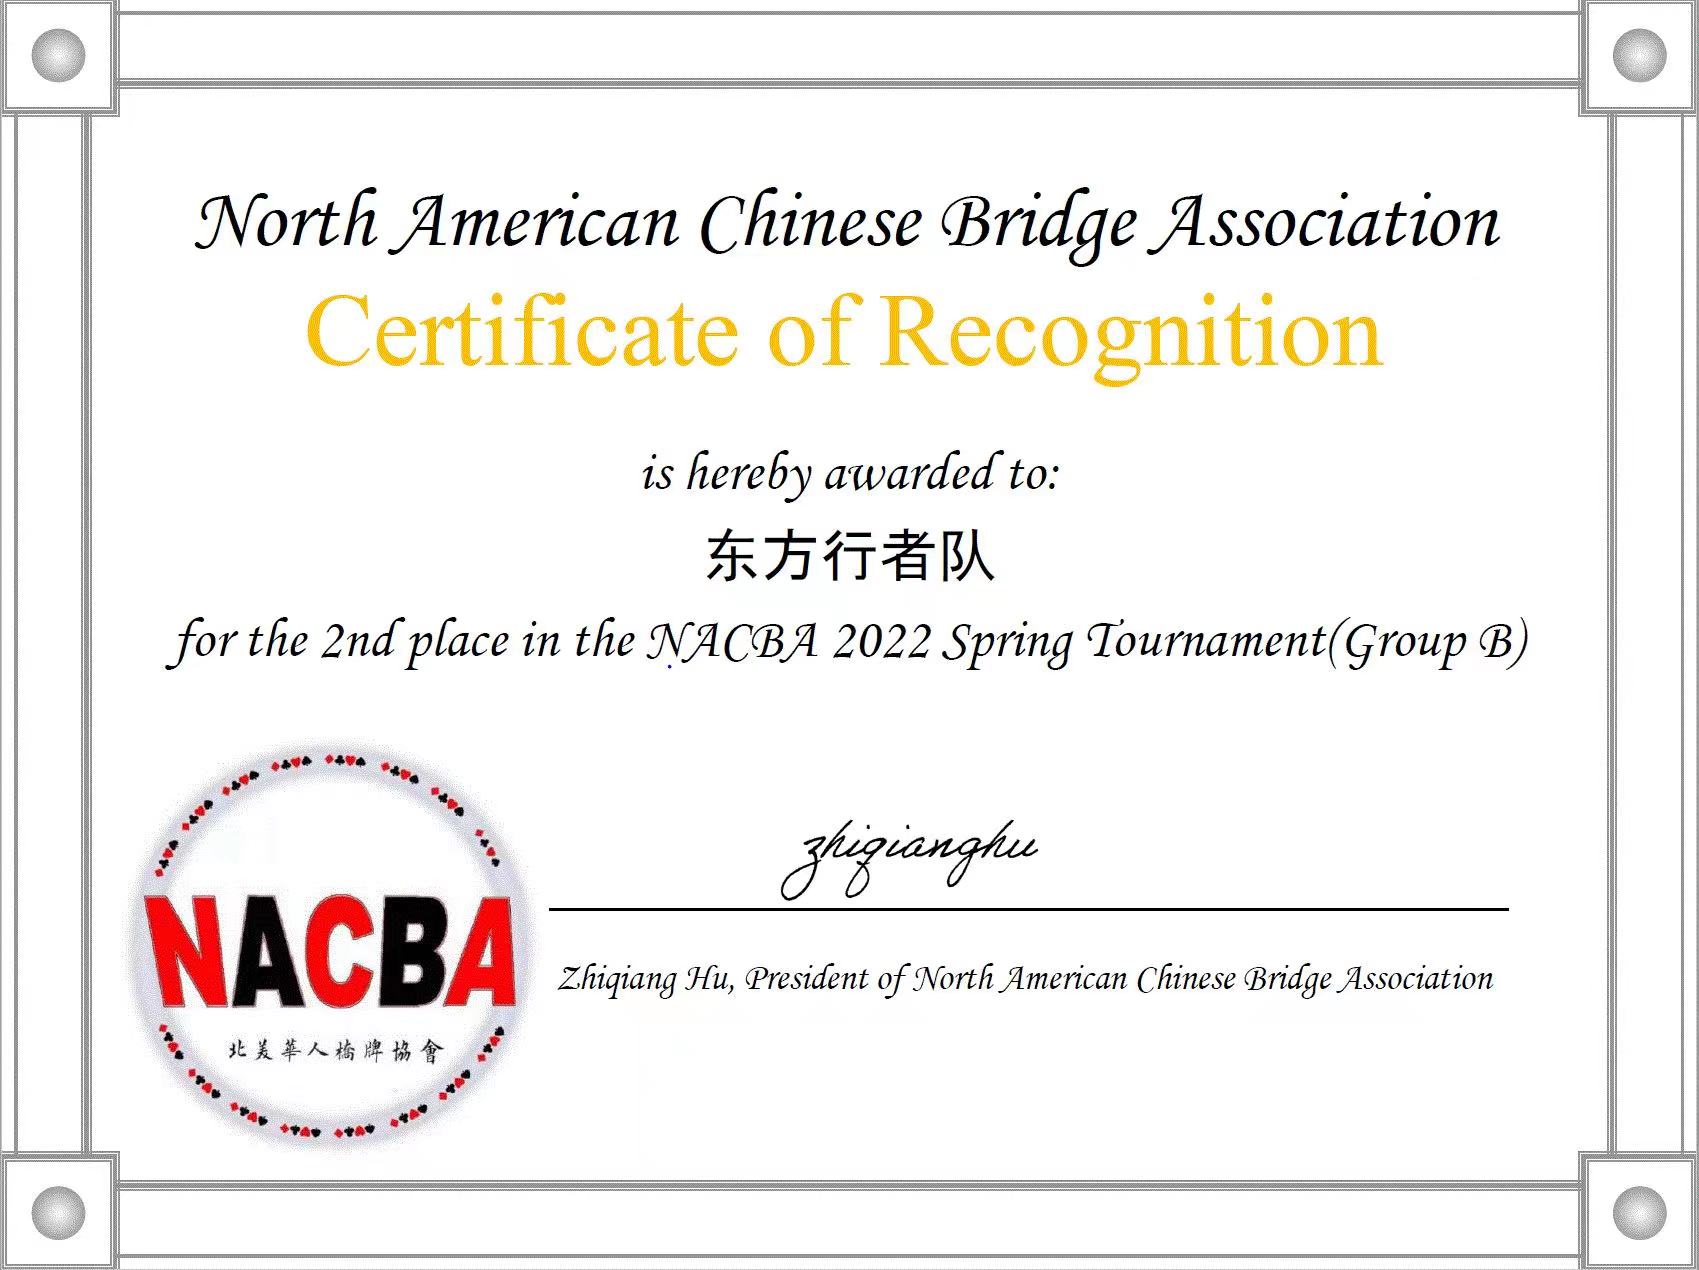 North American Chinese Bridge Association
Certificate of Recognition
is hereby awarded to:
东方行者队
for the 2nd place in the NACBA 2022 Spring Tournament(Group B)
zhiqianghu
Zhiqiang Hu, President of North American Chinese Bridge Association
NACBA
北美華人橋牌協會